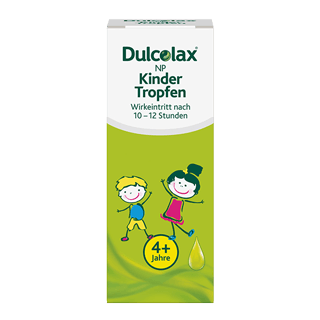 Dulcolax®
NP
Kinder
Tropfen
Wirkeintritt nach
10 – 12 Stunden
4+
Jahre